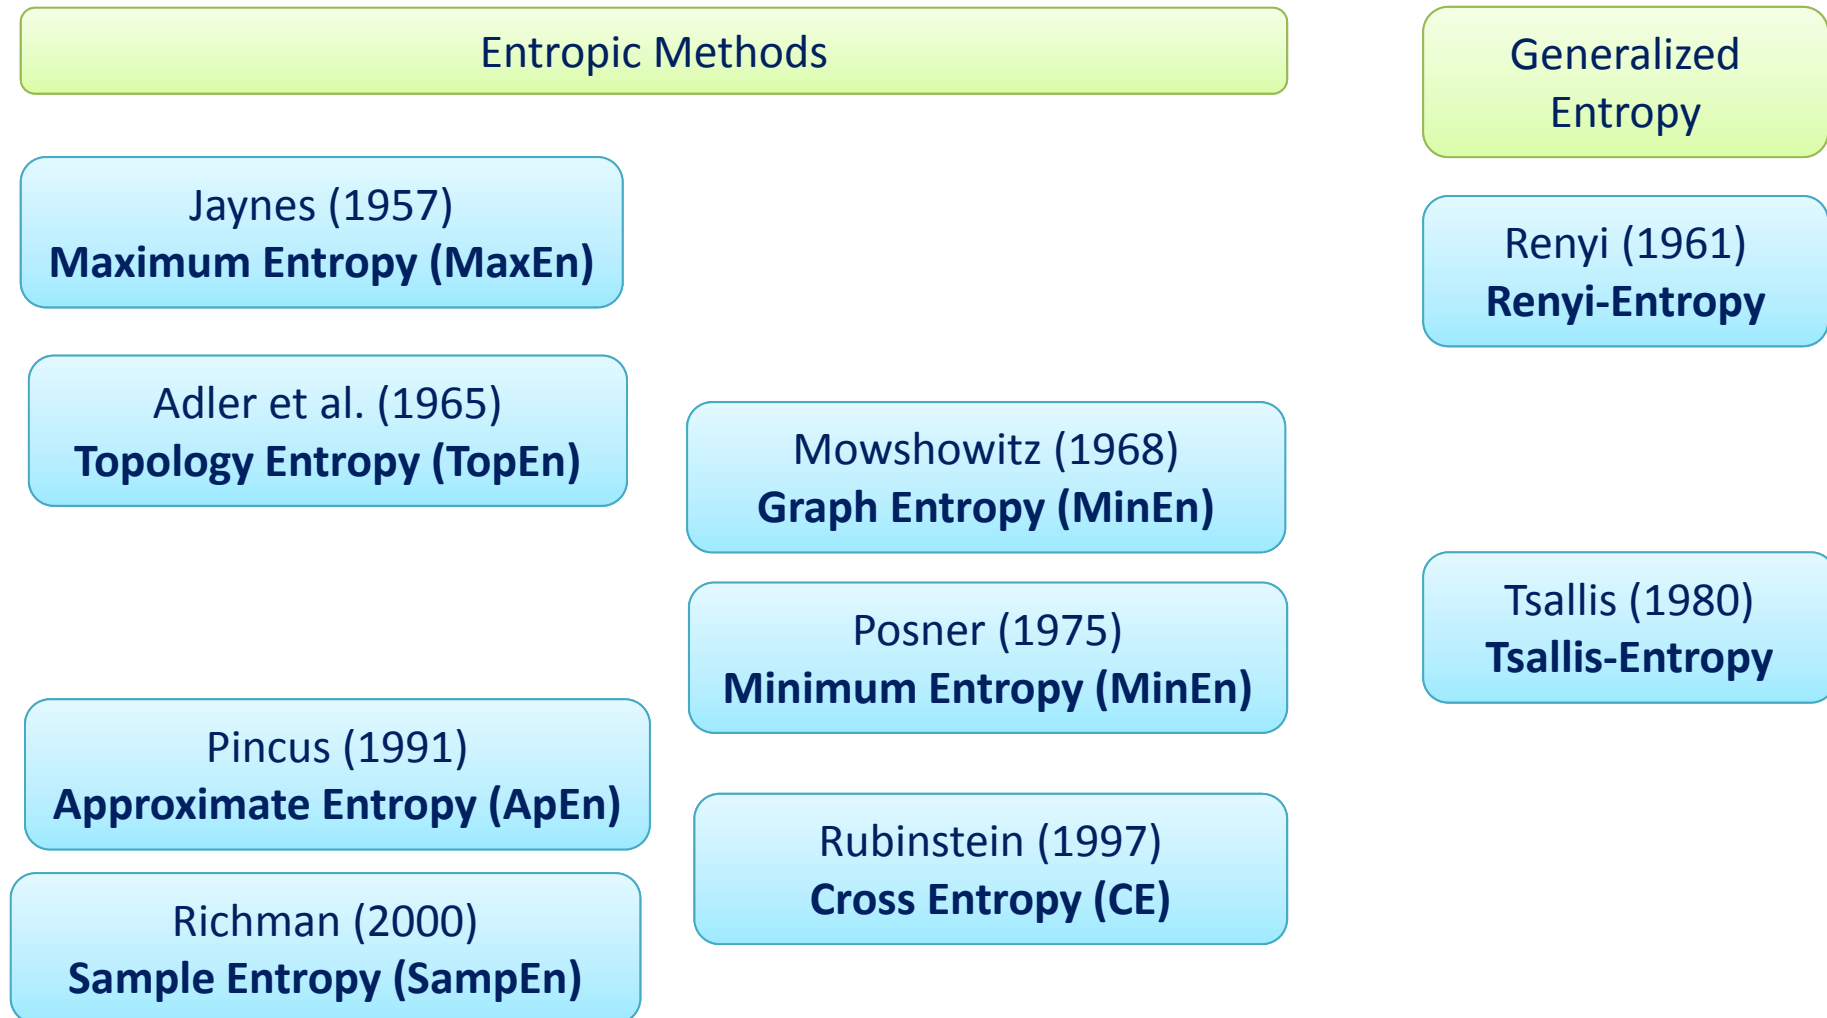 Entropic Methods
Generalized
Entropy
Jaynes (1957)
Maximum Entropy (MaxEn)
Renyi (1961)
Renyi-Entropy
Adler et al. (1965)
Topology Entropy (TopEn)
Mowshowitz (1968)
Graph Entropy (MinEn)
Posner (1975)
Minimum Entropy (MinEn)
Tsallis (1980)
Tsallis-Entropy
Pincus (1991)
Approximate Entropy (ApEn)
Rubinstein (1997)
Cross Entropy (CE)
Richman (2000)
Sample Entropy (SampEn)